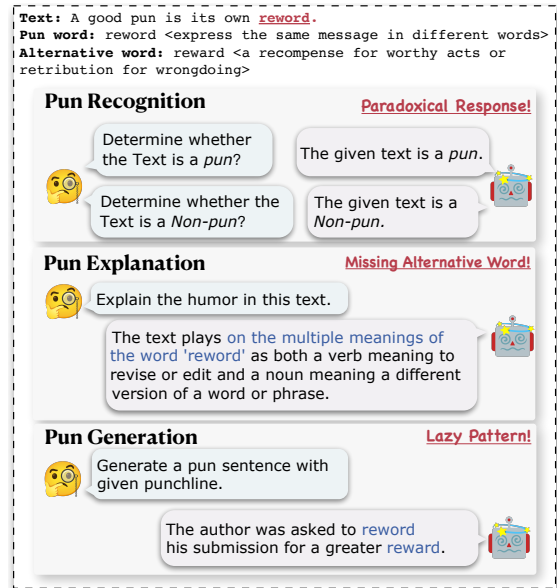 Text: A good pun is its own reword.
Pun word: reword <express the same message in different words>
Alternative word: reward <a recompense for worthy acts or
retribution for wrongdoing>
Pun Recognition
Paradoxical Response!
Determine whether
the Text is a pun?
The given text is a pun.
Determine whether the
Text is a Non-pun?
The given text is a
Non-pun.
Pun Explanation
Missing Alternative Word!
Explain the humor in this text.
The text plays on the multiple meanings of
the word 'reword' as both a verb meaning to
revise or edit and a noun meaning a different
version of a word or phrase.
Pun Generation
Lazy Pattern!
Generate a pun sentence with
given punchline.
The author was asked to reword
his submission for a greater reward.